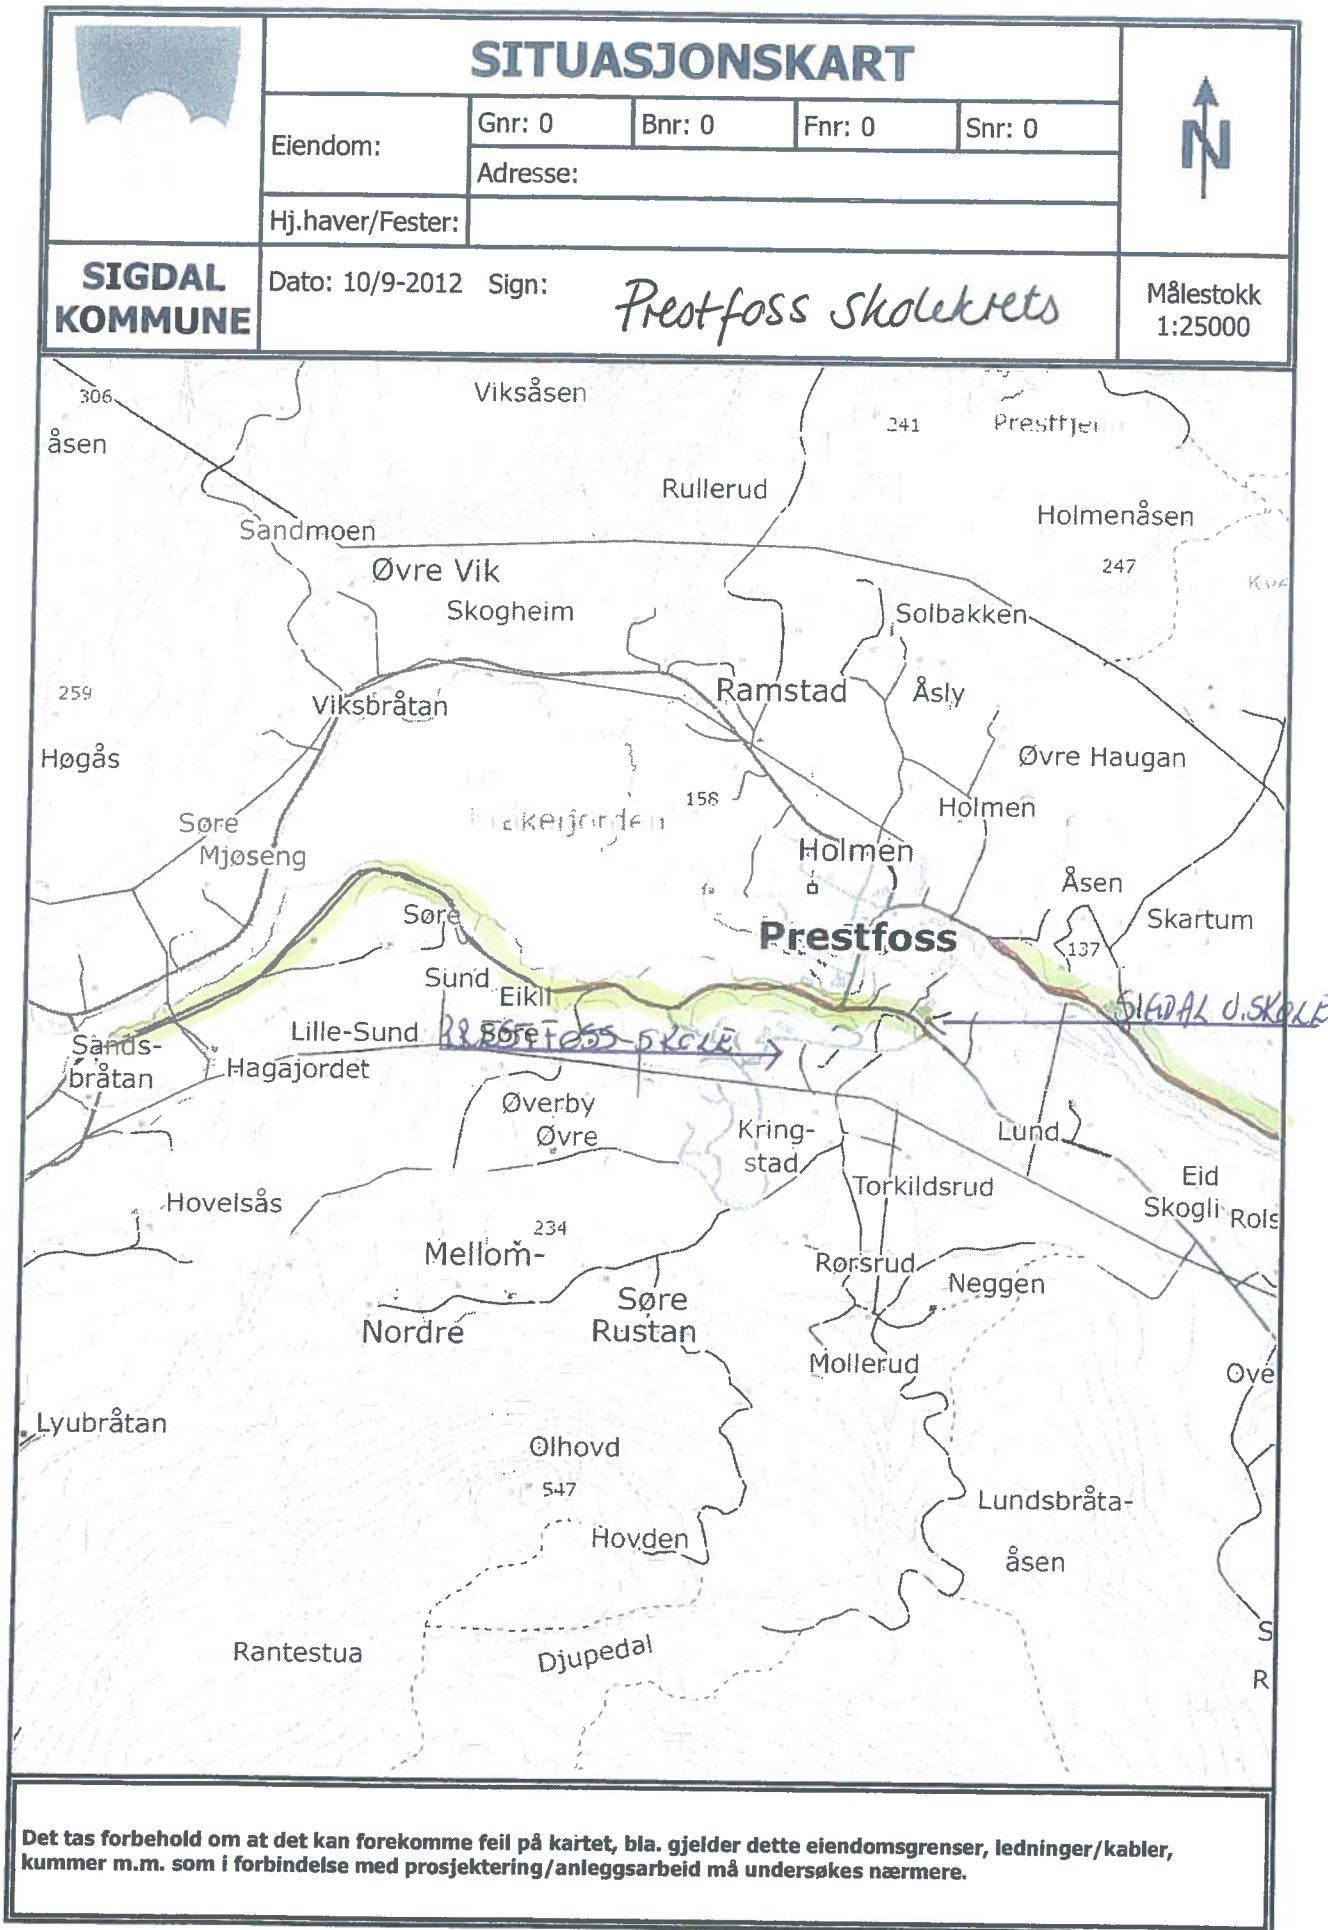 SITUASJONSKART
Eiendom:
Gnr: 0
Bnr: 0
Fnr: 0
Snr: 0
Adresse:
Hj.haver/Fester:
N
SIGDAL
KOMMUNE
Dato: 10/9-2012 Sign:
Prestfoss skolekrets
Målestokk
1:25000
306
Viksåsen
241
åsen
Rullerud
Holmenåsen
Sandmoen
247
Øvre Vik
Skogheim
Solbakken
259
Viksbråtan
Ramstad
Åsly
Høgås
Øvre Haugan
158
Holmen
Søre
Mjøseng
Holmen
Åsen
Søre
Skartum
Prestfoss
137
Sund
Eikli
SIGDAL U.SKOLE
Lille-Sund
Søre
PRESTFOSS SKOLE
Sands-
bråtan
Hagajordet
Øverby
Øvre
Kring-
stad
Lund
Eid
Torkildsrud
Hovelsås
Skogli
Rols
234
Mellom-
Rørsrud
Neggen
Søre
Rustan
Nordre
Mollerud
Ove
Lyubråtan
Olhovd
547
Lundsbråta-
åsen
Hovden
Rantestua
Djupedal
S
R
Det tas forbehold om at det kan forekomme feil på kartet, bla. gjelder dette eiendomsgrenser, ledninger/kabler,
kummer m.m. som i forbindelse med prosjektering/anleggsarbeid må undersøkes nærmere.